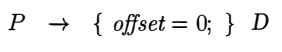 P → { offset = 0; } D